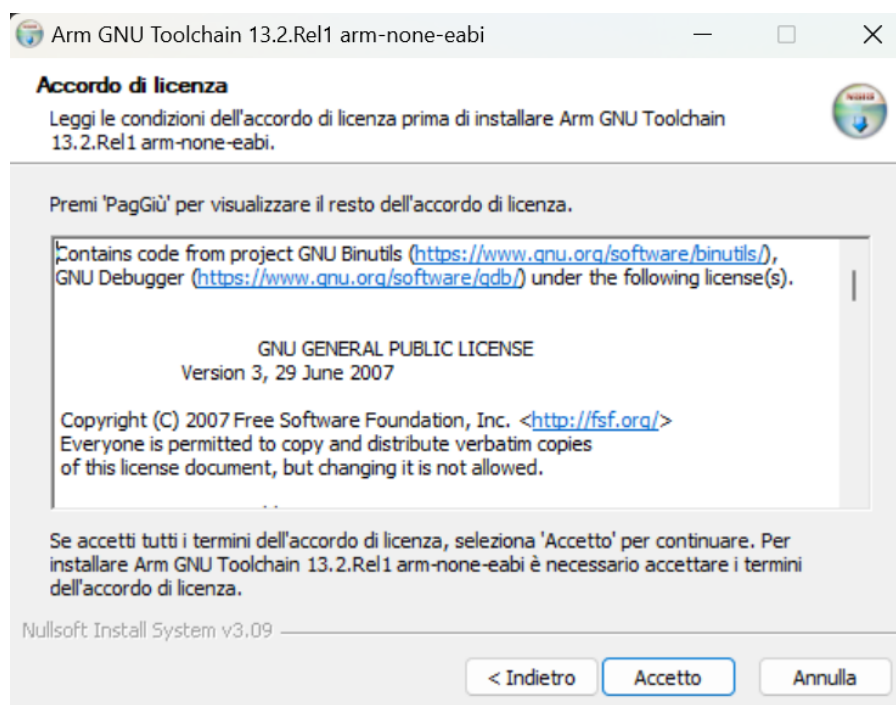 Arm GNU Toolchain 13.2.Rel1 arm-none-eabi
Accordo di licenza
Leggi le condizioni dell'accordo di licenza prima di installare Arm GNU Toolchain
13.2.Rel1 arm-none-eabi.
Premi 'PagGiù' per visualizzare il resto dell'accordo di licenza.
Contains code from project GNU Binutils (https://www.gnu.org/software/binutils/),
GNU Debugger (https://www.gnu.org/software/gdb/) under the following license(s).
GNU GENERAL PUBLIC LICENSE
Version 3, 29 June 2007
Copyright (C) 2007 Free Software Foundation, Inc. <http://fsf.org/>
Everyone is permitted to copy and distribute verbatim copies
of this license document, but changing it is not allowed.
Se accetti tutti i termini dell'accordo di licenza, seleziona 'Accetto' per continuare. Per
installare Arm GNU Toolchain 13.2.Rel1 arm-none-eabi è necessario accettare i termini
dell'accordo di licenza.
Nullsoft Install System v3.09
< Indietro
Accetto
Annulla